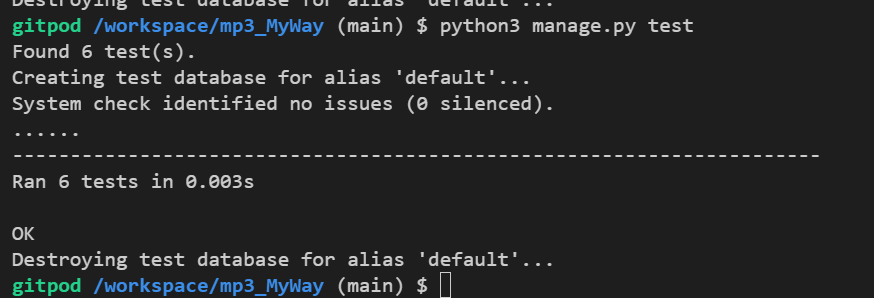 Destroying test database for alias 'default'...
gitpod /workspace/mp3_MyWay (main) $ python3 manage.py test
Found 6 test(s).
Creating test database for alias 'default'...
System check identified no issues (0 silenced).
......
----------------------------------------------------------------------
Ran 6 tests in 0.003s
OK
Destroying test database for alias 'default'...
gitpod /workspace/mp3_MyWay (main) $